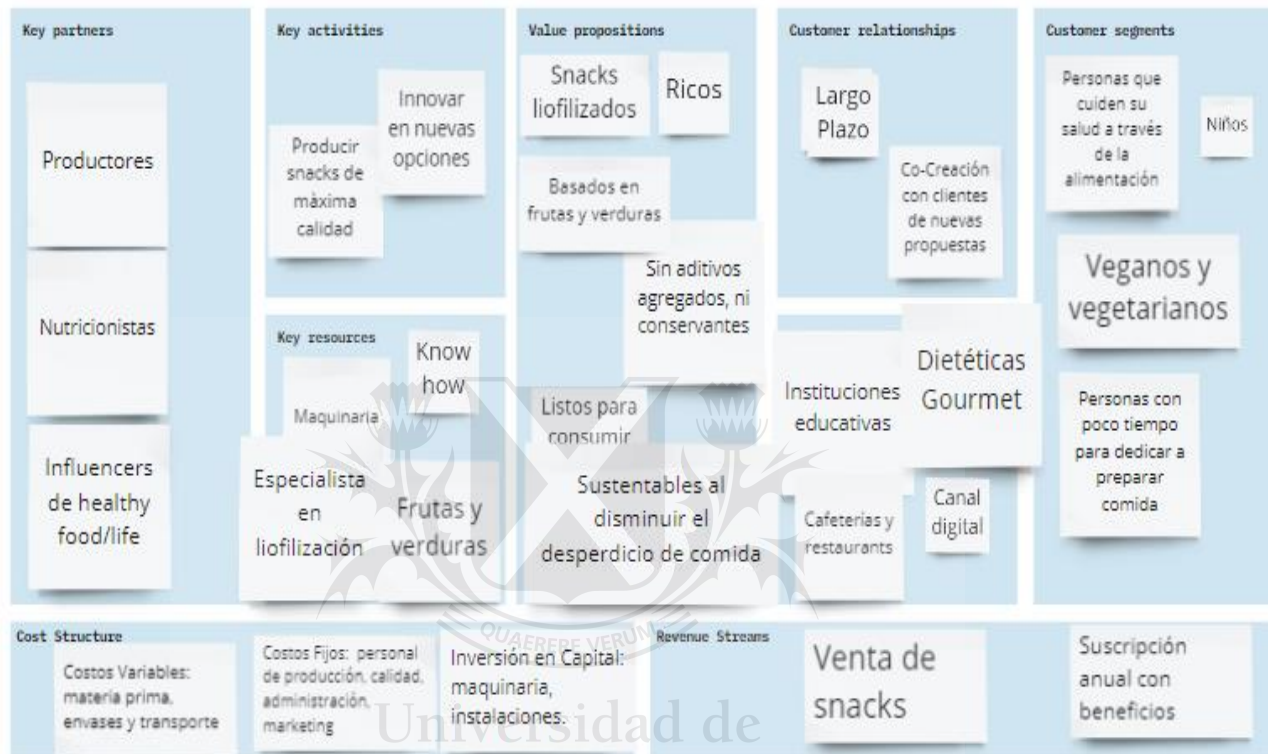 Key partners
Productores
Nutricionistas
Influencers
de healthy
food/life
Key activities
Innovar
en nuevas
opciones
Producir
snacks de
màxima
calidad
Key resources
Know
how
Maquinaria
Especialista
en
liofilización
Frutas y
verduras
Value propositions
Snacks
liofilizados
Ricos
Basados en
frutas y verduras
Sin aditivos
agregados, ni
conservantes
Listos para
consumir
Sustentables al
disminuir el
desperdicio de comida
Customer relationships
Largo
Plazo
Co-Creación
con clientes
de nuevas
propuestas
Instituciones
educativas
Dietéticas
Gourmet
Cafeterias y
restaurants
Canal
digital
Customer segments
Personas que
cuiden su
salud a través
de la
alimentación
Niños
Veganos y
vegetarianos
Personas con
poco tiempo
para dedicar a
preparar
comida
Cost Structure
Costos Variables:
materia prima,
envases y transporte
Costos Fijos: personal
de producción, calidad,
administración,
marketing
Inversión en Capital:
maquinaria,
instalaciones.
Revenue Streams
Venta de
snacks
Suscripción
anual con
beneficios
QUAERERE VERUM
Universidad de